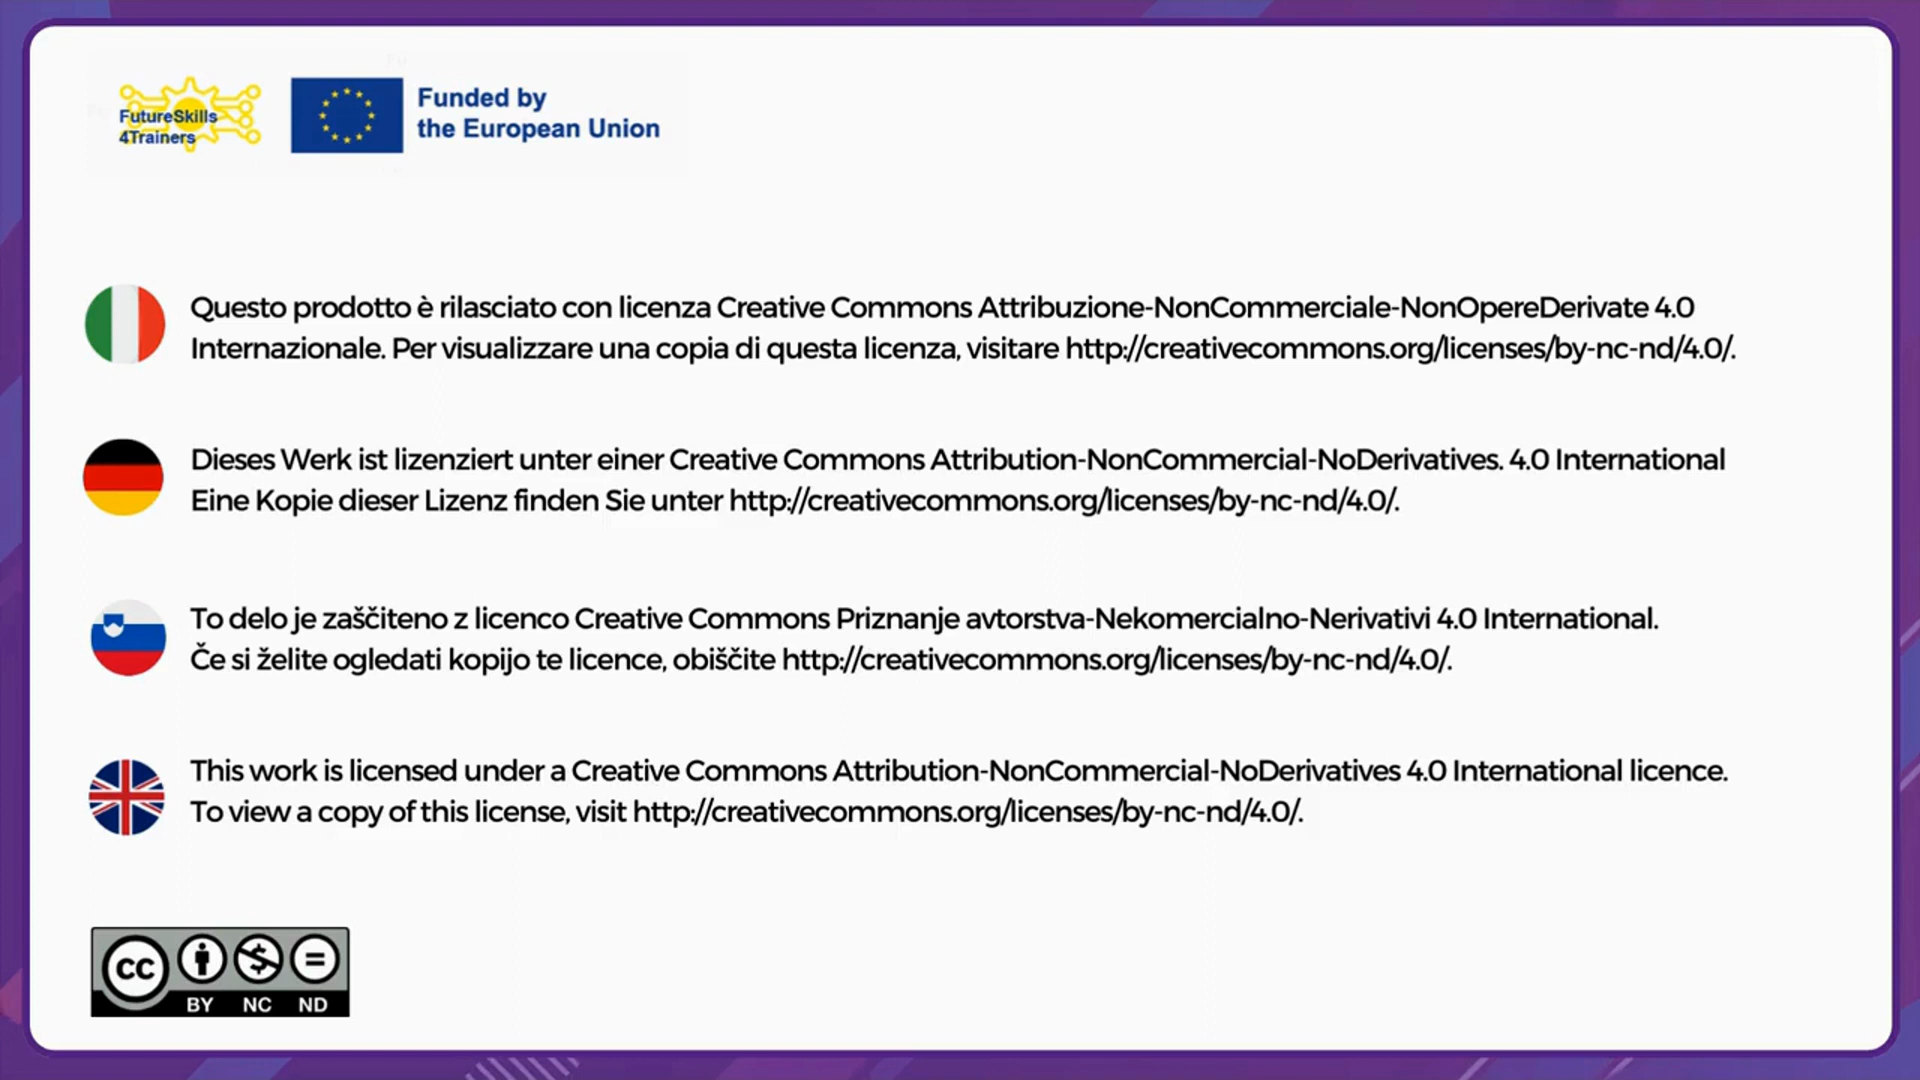 FutureSkills
4Trainers
Funded by
the European Union
Questo prodotto è rilasciato con licenza Creative Commons Attribuzione-NonCommerciale-NonOpereDerivate 4.0
Internazionale. Per visualizzare una copia di questa licenza, visitare http://creativecommons.org/licenses/by-nc-nd/4.0/.
Dieses Werk ist lizenziert unter einer Creative Commons Attribution-NonCommercial-NoDerivatives. 4.0 International
Eine Kopie dieser Lizenz finden Sie unter http://creativecommons.org/licenses/by-nc-nd/4.0/.
To delo je zaščiteno z licenco Creative Commons Priznanje avtorstva-Nekomercialno-Nerivativi 4.0 International.
Če si želite ogledati kopijo te licence, obiščite http://creativecommons.org/licenses/by-nc-nd/4.0/.
This work is licensed under a Creative Commons Attribution-NonCommercial-NoDerivatives 4.0 International licence.
To view a copy of this license, visit http://creativecommons.org/licenses/by-nc-nd/4.0/.
CC
BY NC ND